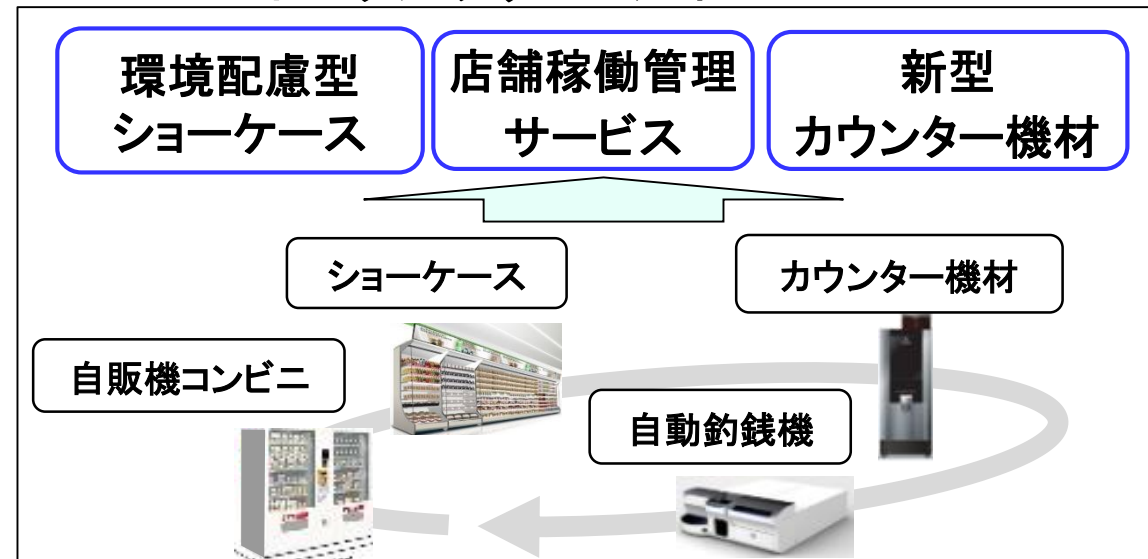 環境配慮型
ショーケース
店舗稼働管理
サービス
新型
カウンター機材
ショーケース
カウンター機材
自販機コンビニ
自動釣銭機